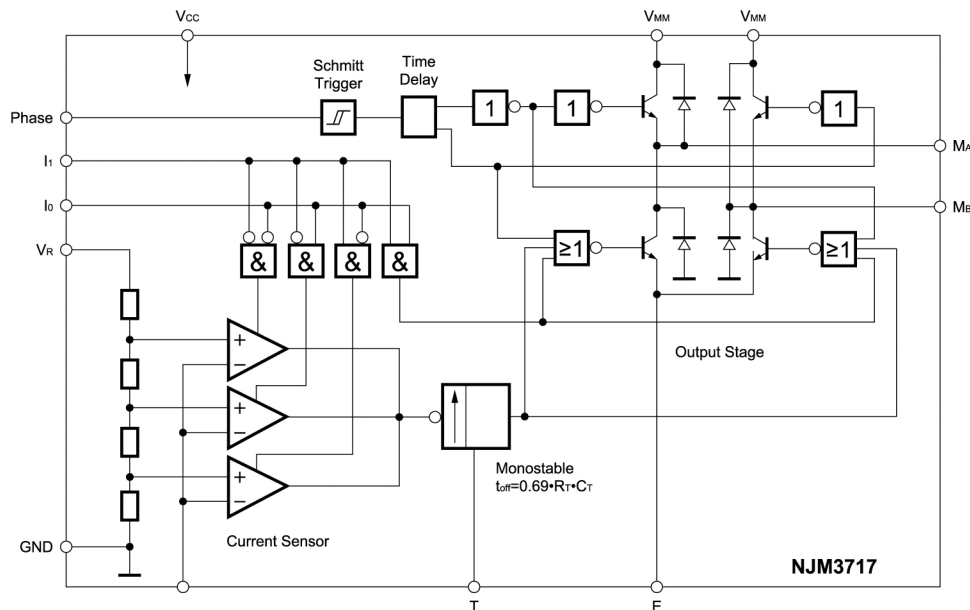 VCC
VMM
VMM
Schmitt
Trigger
Time
Delay
Phase
1
1
1
MA
I1
I0
MB
VR
&
&
&
&
≥1
≥1
+
−
+
−
+
−
Output Stage
Monostable
toff=0.69•RT•CT
Current Sensor
GND
NJM3717